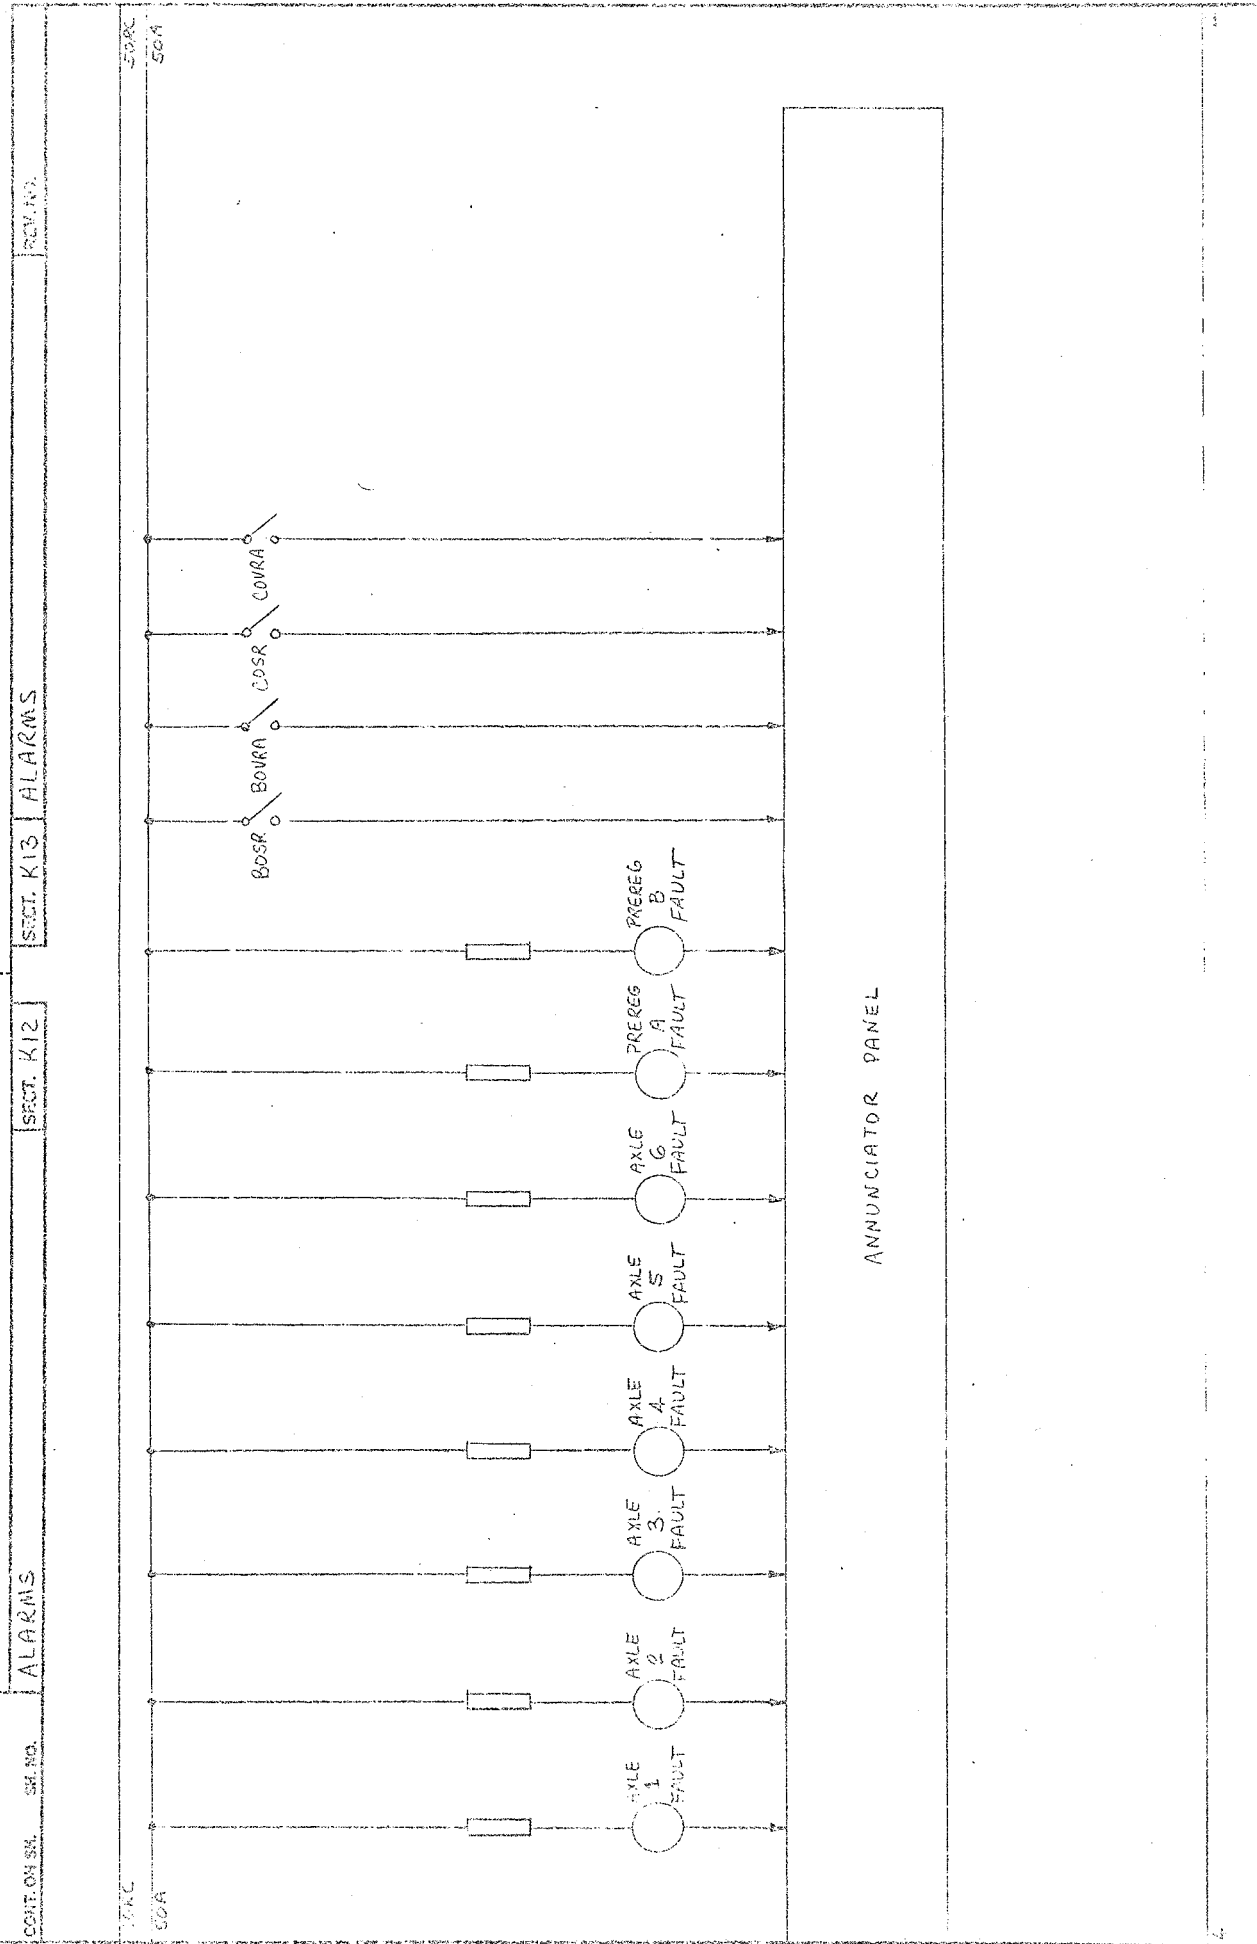 CONT. ON SH. SH. NO.
ALARMS
SECT. K12
SECT. K13
ALARMS
REV. NO.
50RC
50A
50A
BOSR
BOVRA
COSR
COVRA
AXLE
1
FAULT
AXLE
2
FAULT
AXLE
3
FAULT
AXLE
4
FAULT
AXLE
5
FAULT
AXLE
6
FAULT
PREREG
A
FAULT
PREREG
B
FAULT
ANNUNCIATOR PANEL